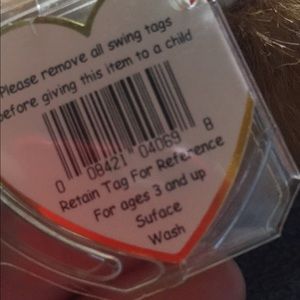 Please remove all swing tags
before giving this item to a child
0 08421 04069 8
Retain Tag For Reference
For ages 3 and up
Suface
Wash